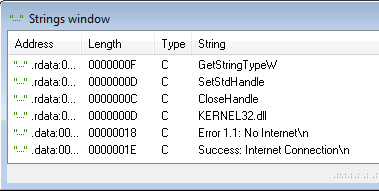 Strings window
Address Length Type String
.rdata:0... 0000000F C GetStringTypeW
.rdata:0... 0000000D C SetStdHandle
.rdata:0... 0000000C C CloseHandle
.rdata:0... 0000000D C KERNEL32.dll
.data:00... 00000018 C Error 1.1: No Internet\n
.data:00... 0000001E C Success: Internet Connection\n